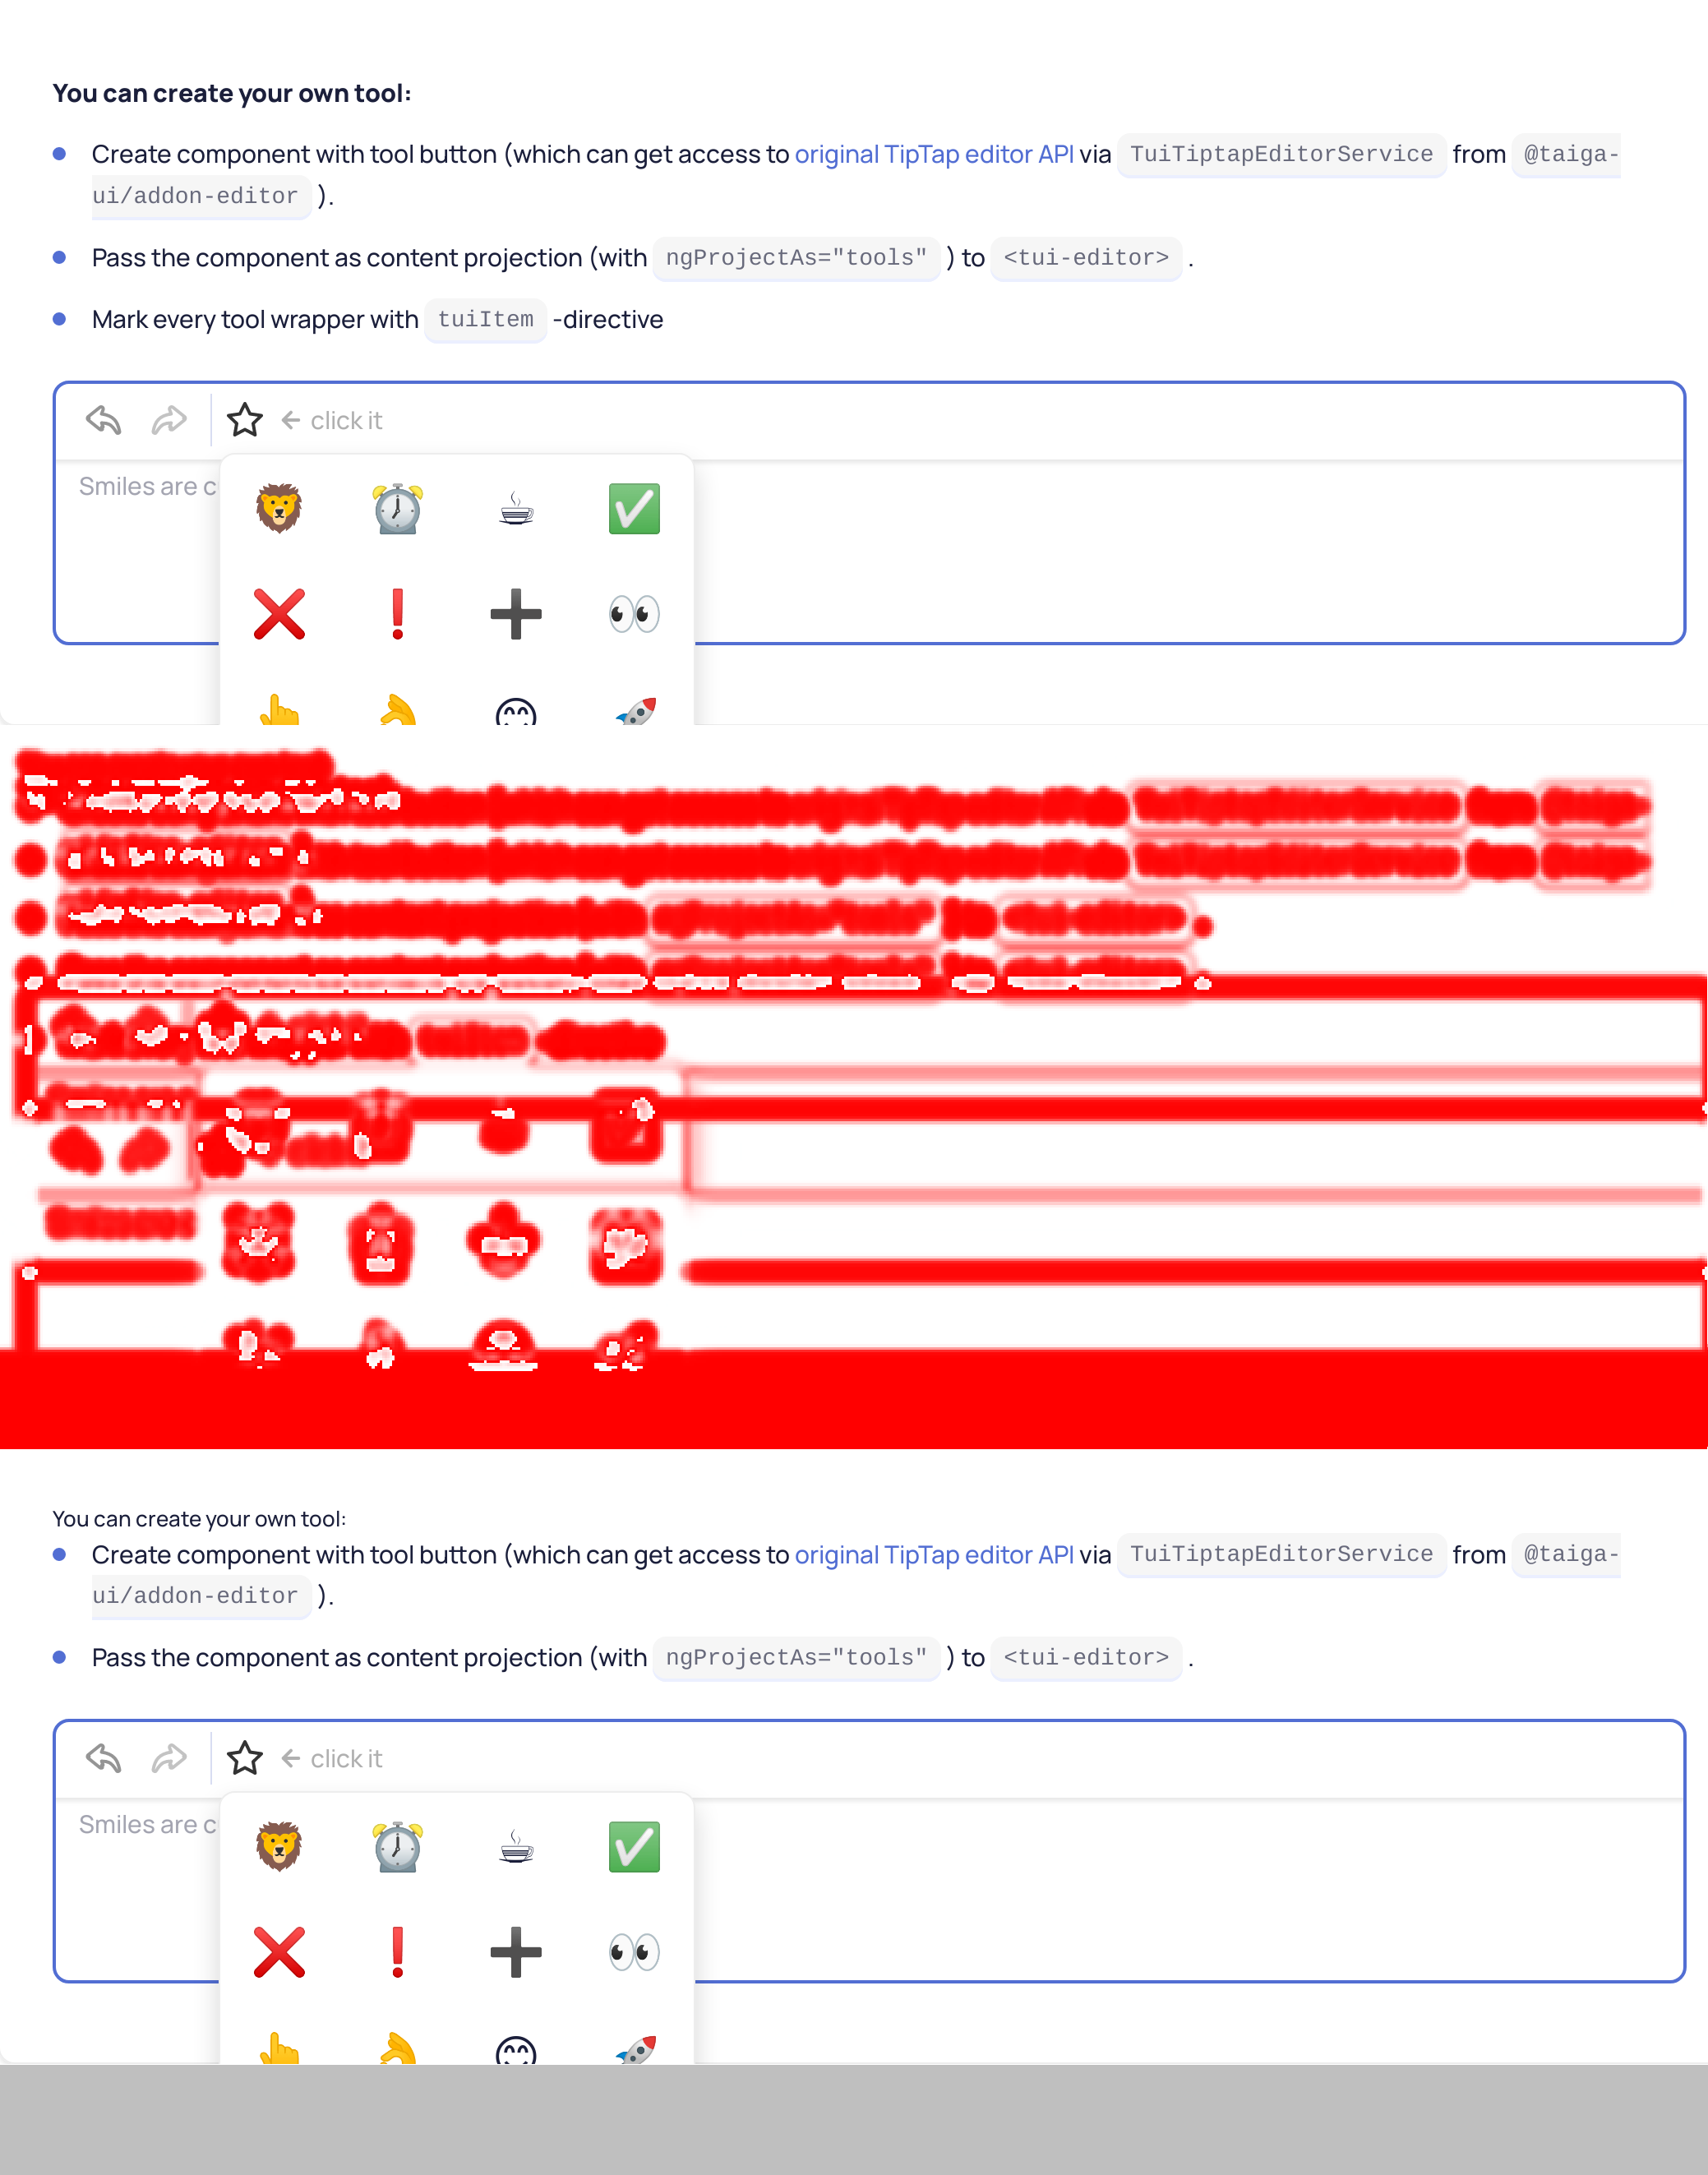 You can create your own tool:
Create component with tool button (which can get access to original TipTap editor API via TuiTiptapEditorService from @taiga-
ui/addon-editor ).
Pass the component as content projection (with ngProjectAs="tools" ) to <tui-editor> .
Mark every tool wrapper with tuiItem -directive
← click it
Smiles are c
You can create your own tool:
Create component with tool button (which can get access to original TipTap editor API via TuiTiptapEditorService from @taiga-
ui/addon-editor ).
Pass the component as content projection (with ngProjectAs="tools" ) to <tui-editor> .
← click it
Smiles are c